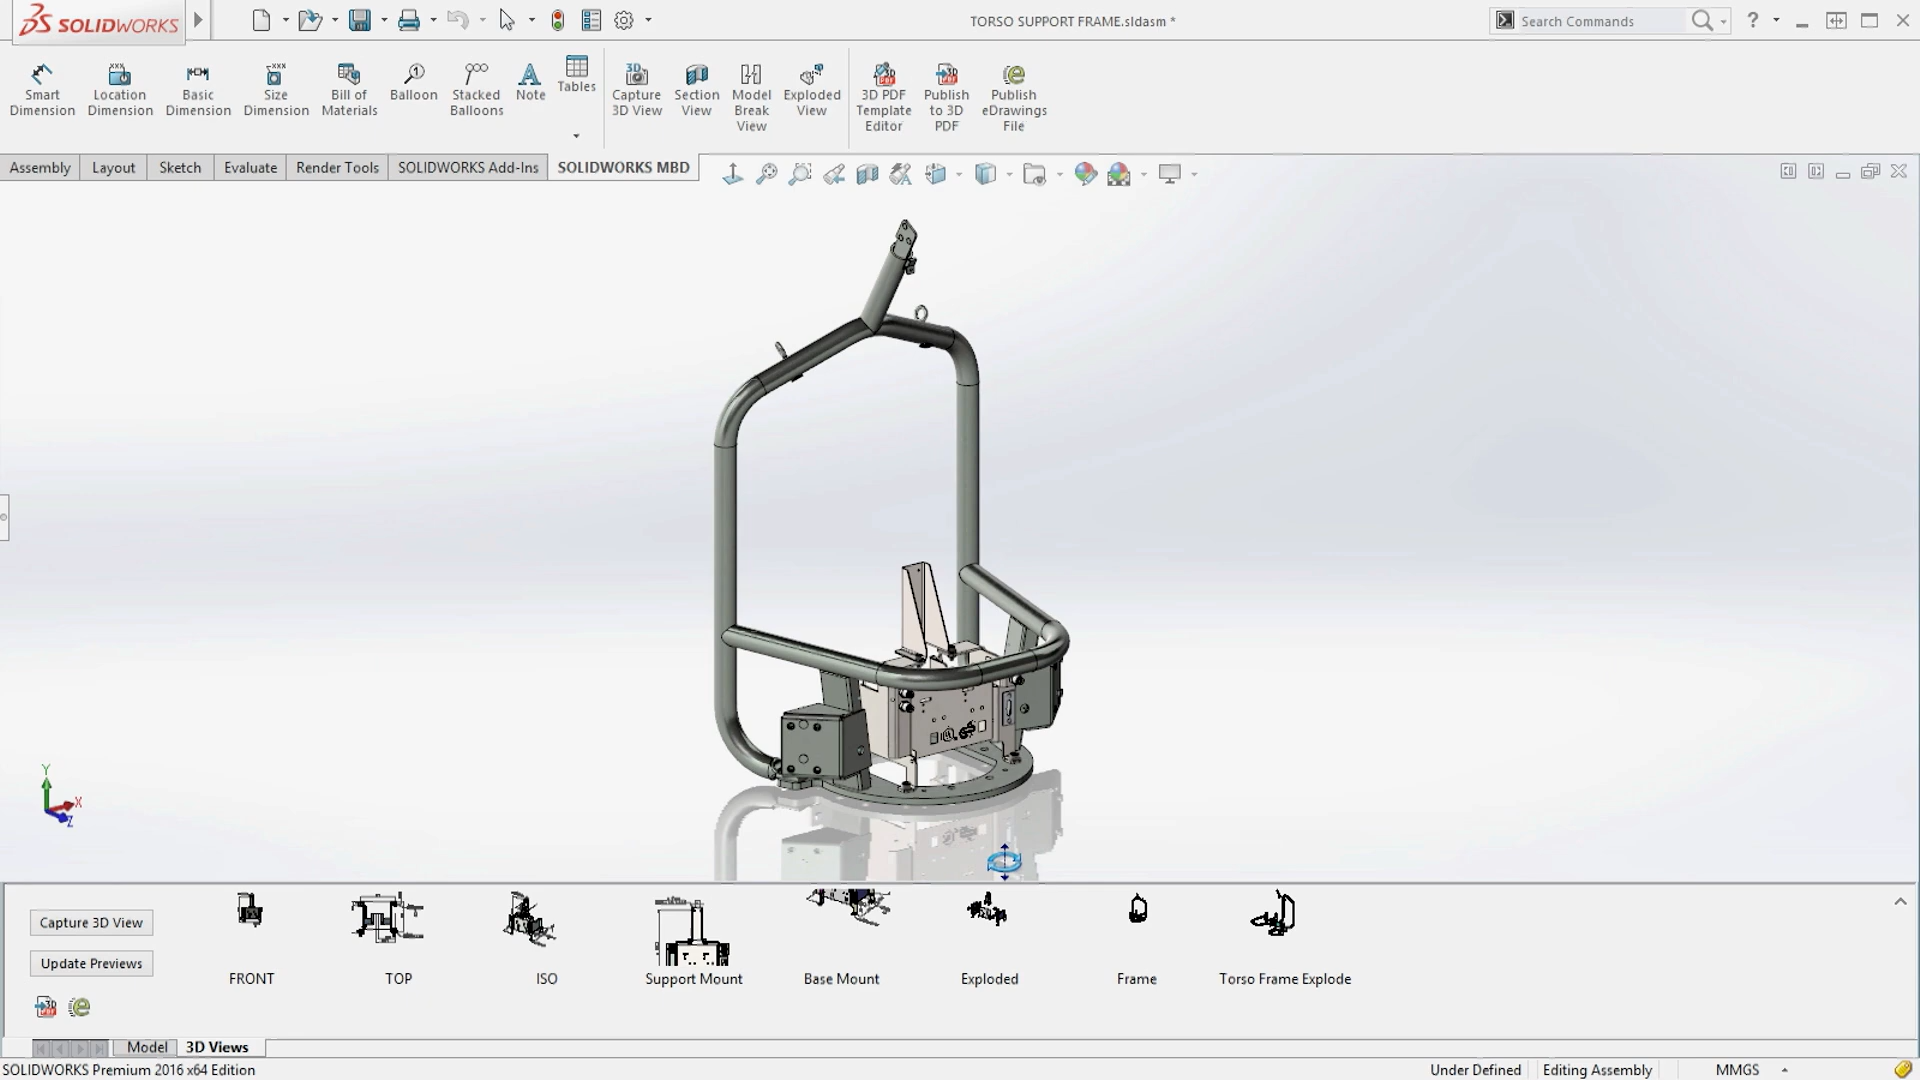 SOLIDWORKS
TORSO SUPPORT FRAME.sldasm *
Search Commands
?
Smart Dimension
Location Dimension
Basic Dimension
Size Dimension
Bill of Materials
Balloon
Stacked Balloons
Note
Tables
Capture 3D View
Section View
Model Break View
Exploded View
3D PDF Template Editor
Publish to 3D PDF
Publish eDrawings File
Assembly
Layout
Sketch
Evaluate
Render Tools
SOLIDWORKS Add-Ins
SOLIDWORKS MBD
Y
X
Z
Capture 3D View
Update Previews
FRONT
TOP
ISO
Support Mount
Base Mount
Exploded
Frame
Torso Frame Explode
Model
3D Views
SOLIDWORKS Premium 2016 x64 Edition
Under Defined
Editing Assembly
MMGS